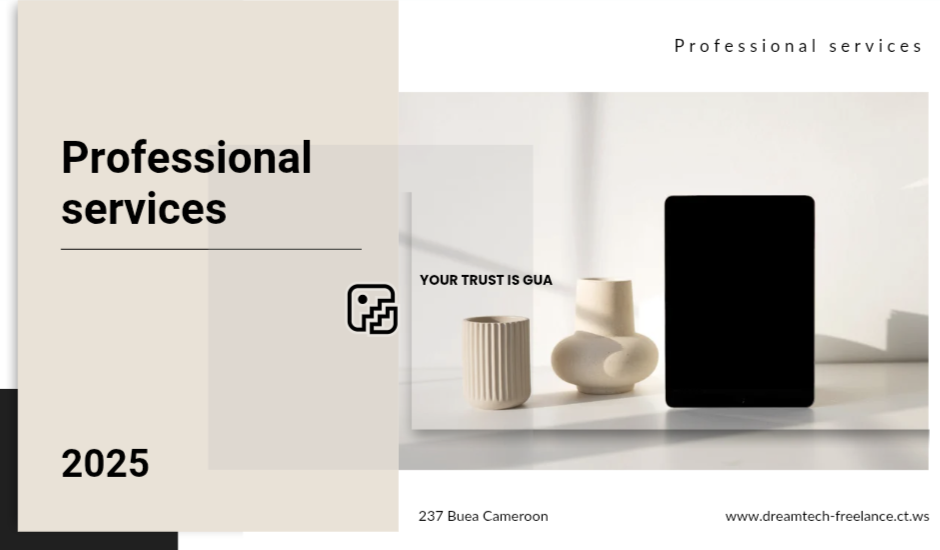 Professional services
Professional
services
YOUR TRUST IS GUA
2025
237 Buea Cameroon
www.dreamtech-freelance.ct.ws